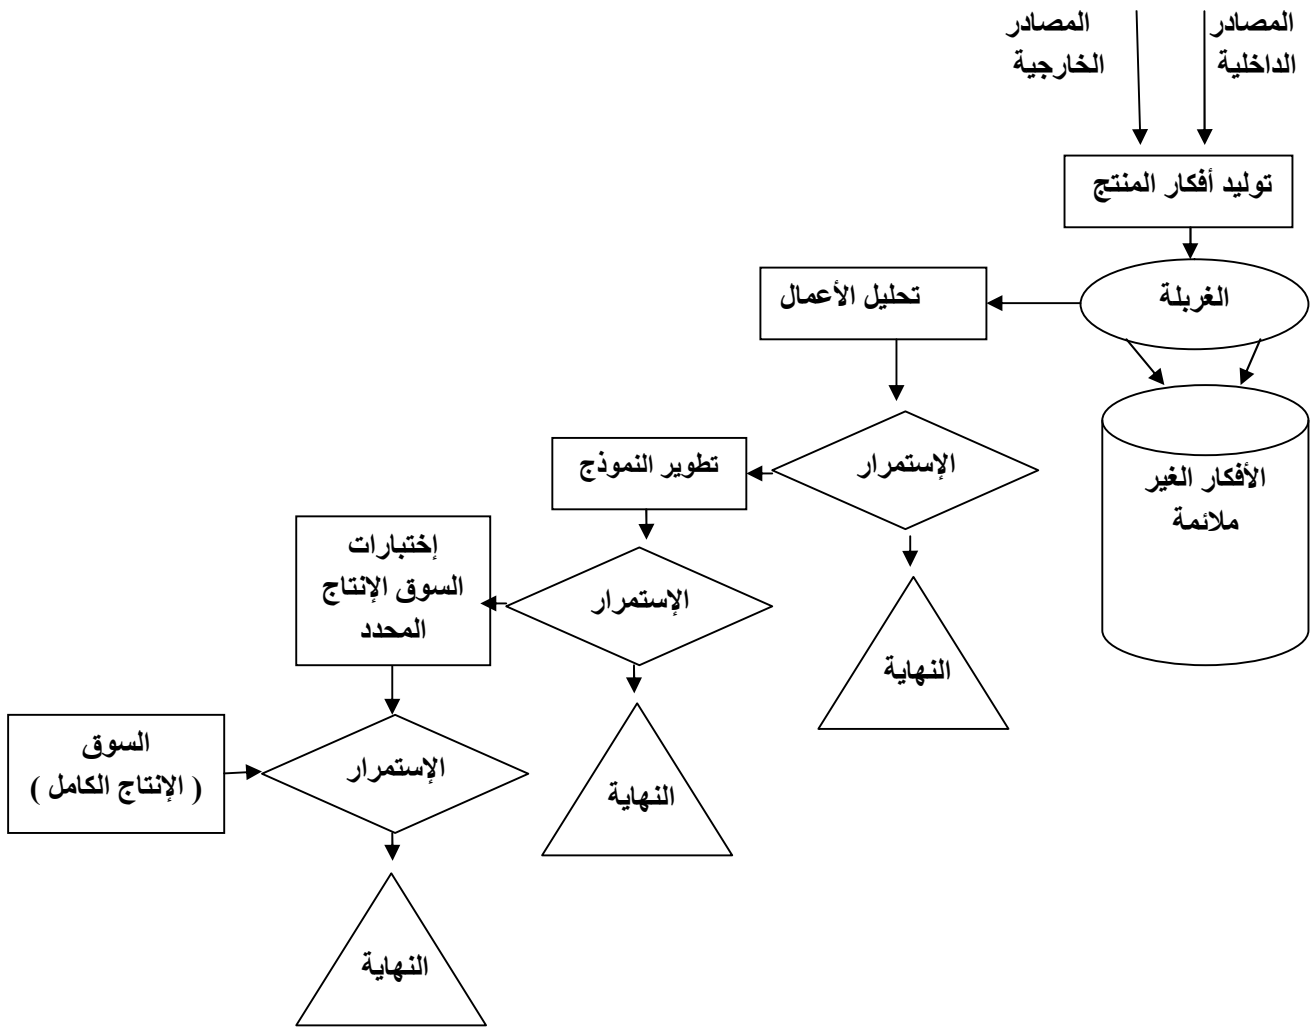 المصادر
الداخلية
المصادر
الخارجية
توليد أفكار المنتج
الغربلة
تحليل الأعمال
الأفكار الغير
ملائمة
الإستمرار
تطوير النموذج
النهاية
الإستمرار
إختبارات
السوق الإنتاج
المحدد
النهاية
الإستمرار
السوق
( الإنتاج الكامل )
النهاية